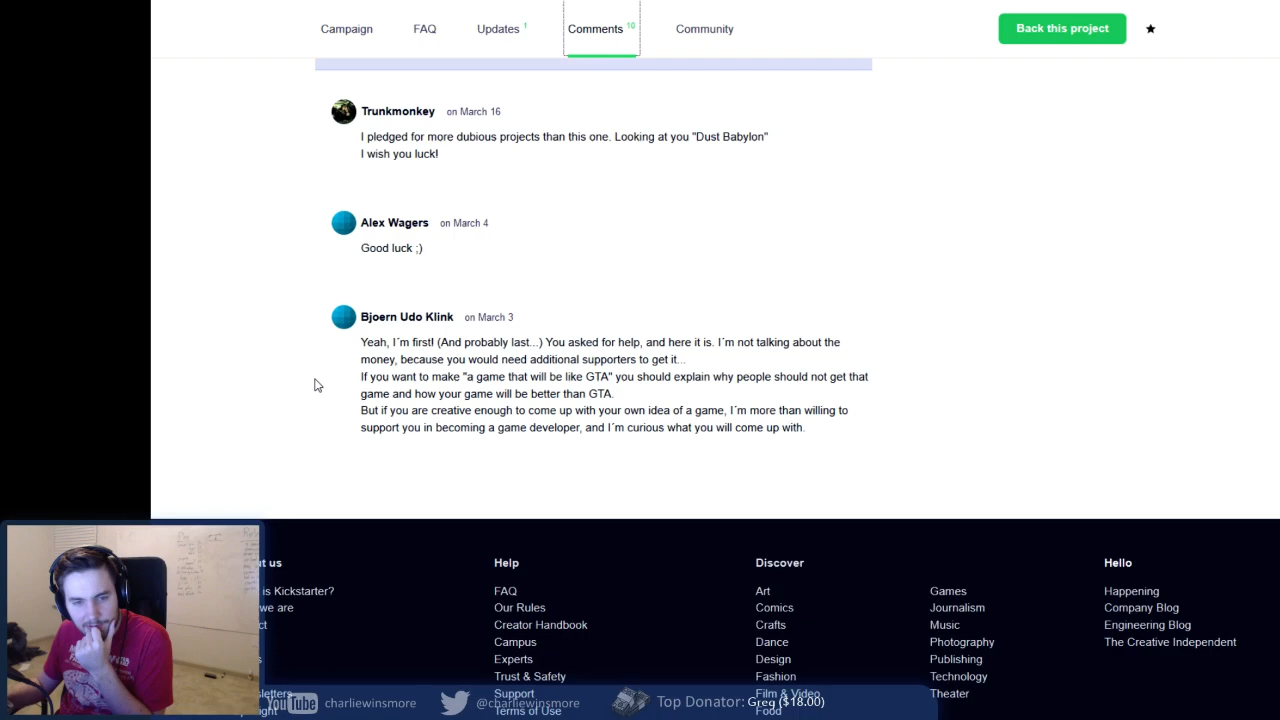 Campaign FAQ Updates 1 Comments 10 Community Back this project
Trunkmonkey on March 16
I pledged for more dubious projects than this one. Looking at you "Dust Babylon"
I wish you luck!
Alex Wagers on March 4
Good luck ;)
Bjoern Udo Klink on March 3
Yeah, I´m first! (And probably last...) You asked for help, and here it is. I´m not talking about the
money, because you would need additional supporters to get it...
If you want to make "a game that will be like GTA" you should explain why people should not get that
game and how your game will be better than GTA.
But if you are creative enough to come up with your own idea of a game, I´m more than willing to
support you in becoming a game developer, and I´m curious what you will come up with.
ut us
is Kickstarter?
we are
ct
s
sletters
Help
FAQ
Our Rules
Creator Handbook
Campus
Experts
Trust & Safety
Support
Terms of Use
Discover
Art
Comics
Crafts
Dance
Design
Fashion
Film & Video
Food
Games
Journalism
Music
Photography
Publishing
Technology
Theater
Hello
Happening
Company Blog
Engineering Blog
The Creative Independent
YouTube charliewinsmore @charliewinsmore Top Donator: Greg ($18.00)